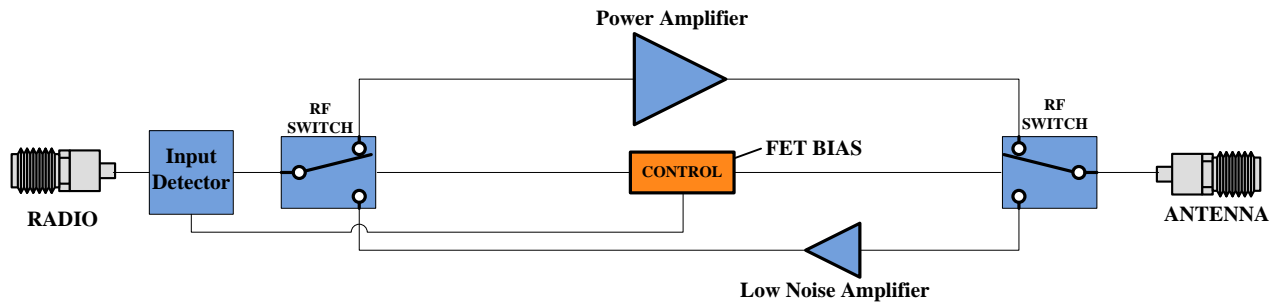 Power Amplifier
RF
SWITCH
RF
SWITCH
Input
Detector
FET BIAS
CONTROL
RADIO
ANTENNA
Low Noise Amplifier